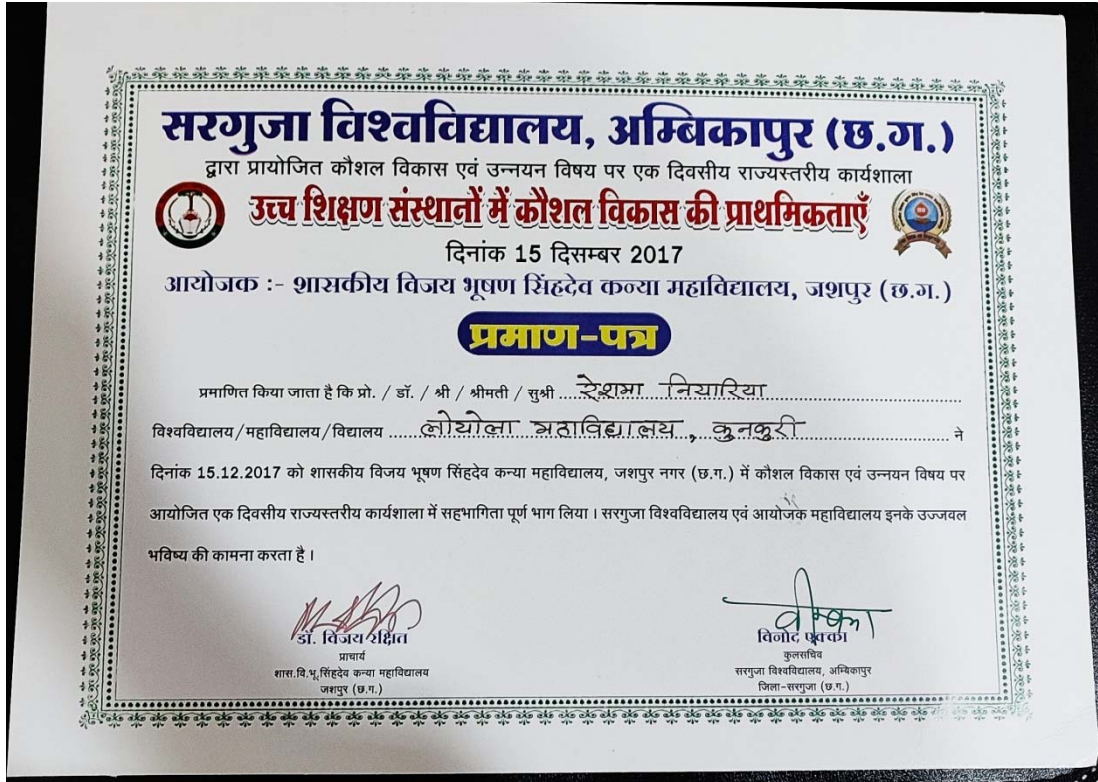 सरगुजा विश्वविद्यालय, अम्बिकापुर (छ.ग.)
द्वारा प्रायोजित कौशल विकास एवं उन्नयन विषय पर एक दिवसीय राज्यस्तरीय कार्यशाला
उच्च शिक्षण संस्थानों में कौशल विकास की प्राथमिकताएँ
दिनांक 15 दिसम्बर 2017
आयोजक :- शासकीय विजय भूषण सिंहदेव कन्या महाविद्यालय, जशपुर (छ.ग.)
प्रमाण-पत्र
प्रमाणित किया जाता है कि प्रो. / डॉ. / श्री / श्रीमती / सुश्री रेशमा नियारिया
विश्वविद्यालय/महाविद्यालय/विद्यालय लोयोला महाविद्यालय, कुनकुरी ने
दिनांक 15.12.2017 को शासकीय विजय भूषण सिंहदेव कन्या महाविद्यालय, जशपुर नगर (छ.ग.) में कौशल विकास एवं उन्नयन विषय पर
आयोजित एक दिवसीय राज्यस्तरीय कार्यशाला में सहभागिता पूर्ण भाग लिया । सरगुजा विश्वविद्यालय एवं आयोजक महाविद्यालय इनके उज्जवल
भविष्य की कामना करता है ।
डॉ. विजय रक्षित
प्राचार्य
शास.वि.भू.सिंहदेव कन्या महाविद्यालय
जशपुर (छ.ग.)
विनोद एक्का
कुलसचिव
सरगुजा विश्वविद्यालय, अम्बिकापुर
जिला-सरगुजा (छ.ग.)